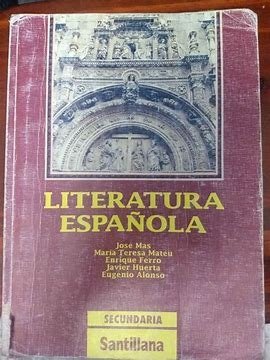 LITERATURA
ESPAÑOLA
José Mas
María Teresa Mateu
Enrique Ferro
Javier Huerta
Eugenio Alonso
SECUNDARIA
Santillana